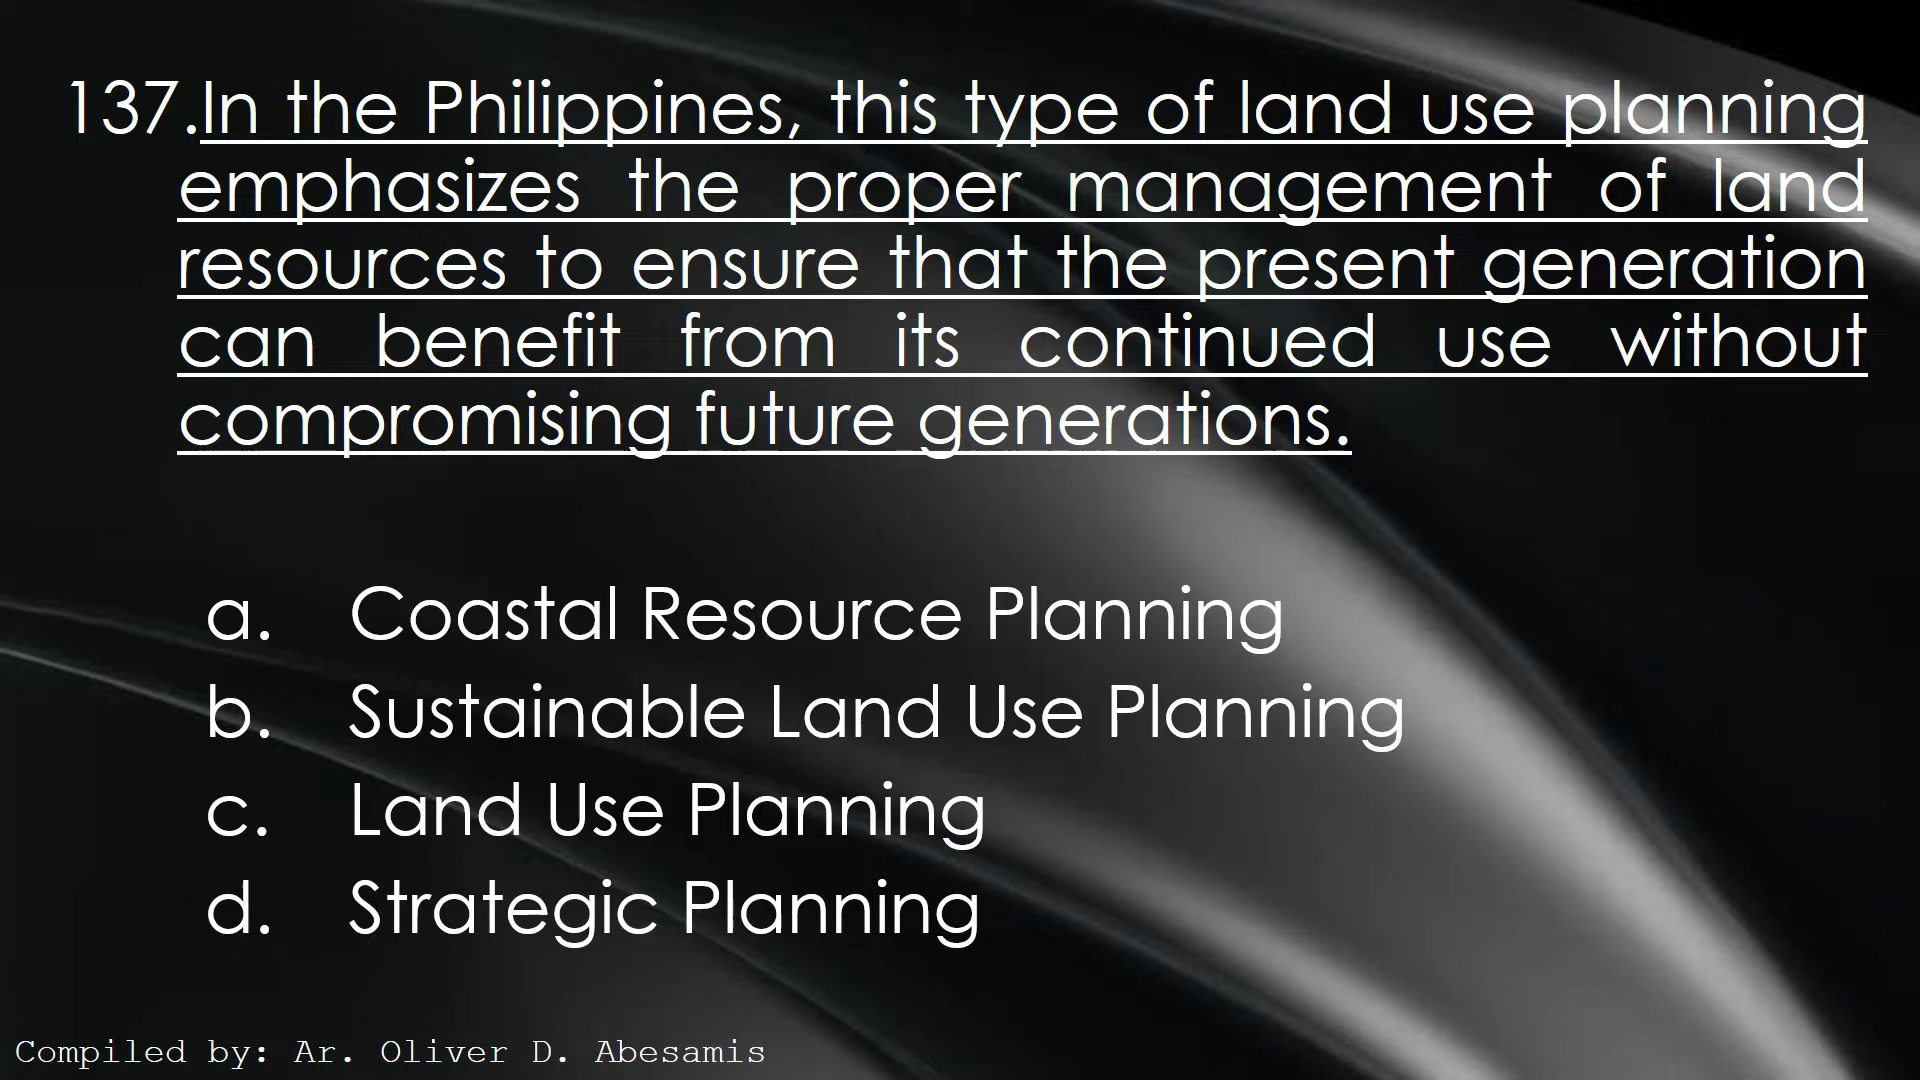 137.In the Philippines, this type of land use planning
emphasizes the proper management of land
resources to ensure that the present generation
can benefit from its continued use without
compromising future generations.
a. Coastal Resource Planning
b. Sustainable Land Use Planning
c. Land Use Planning
d. Strategic Planning
Compiled by: Ar. Oliver D. Abesamis